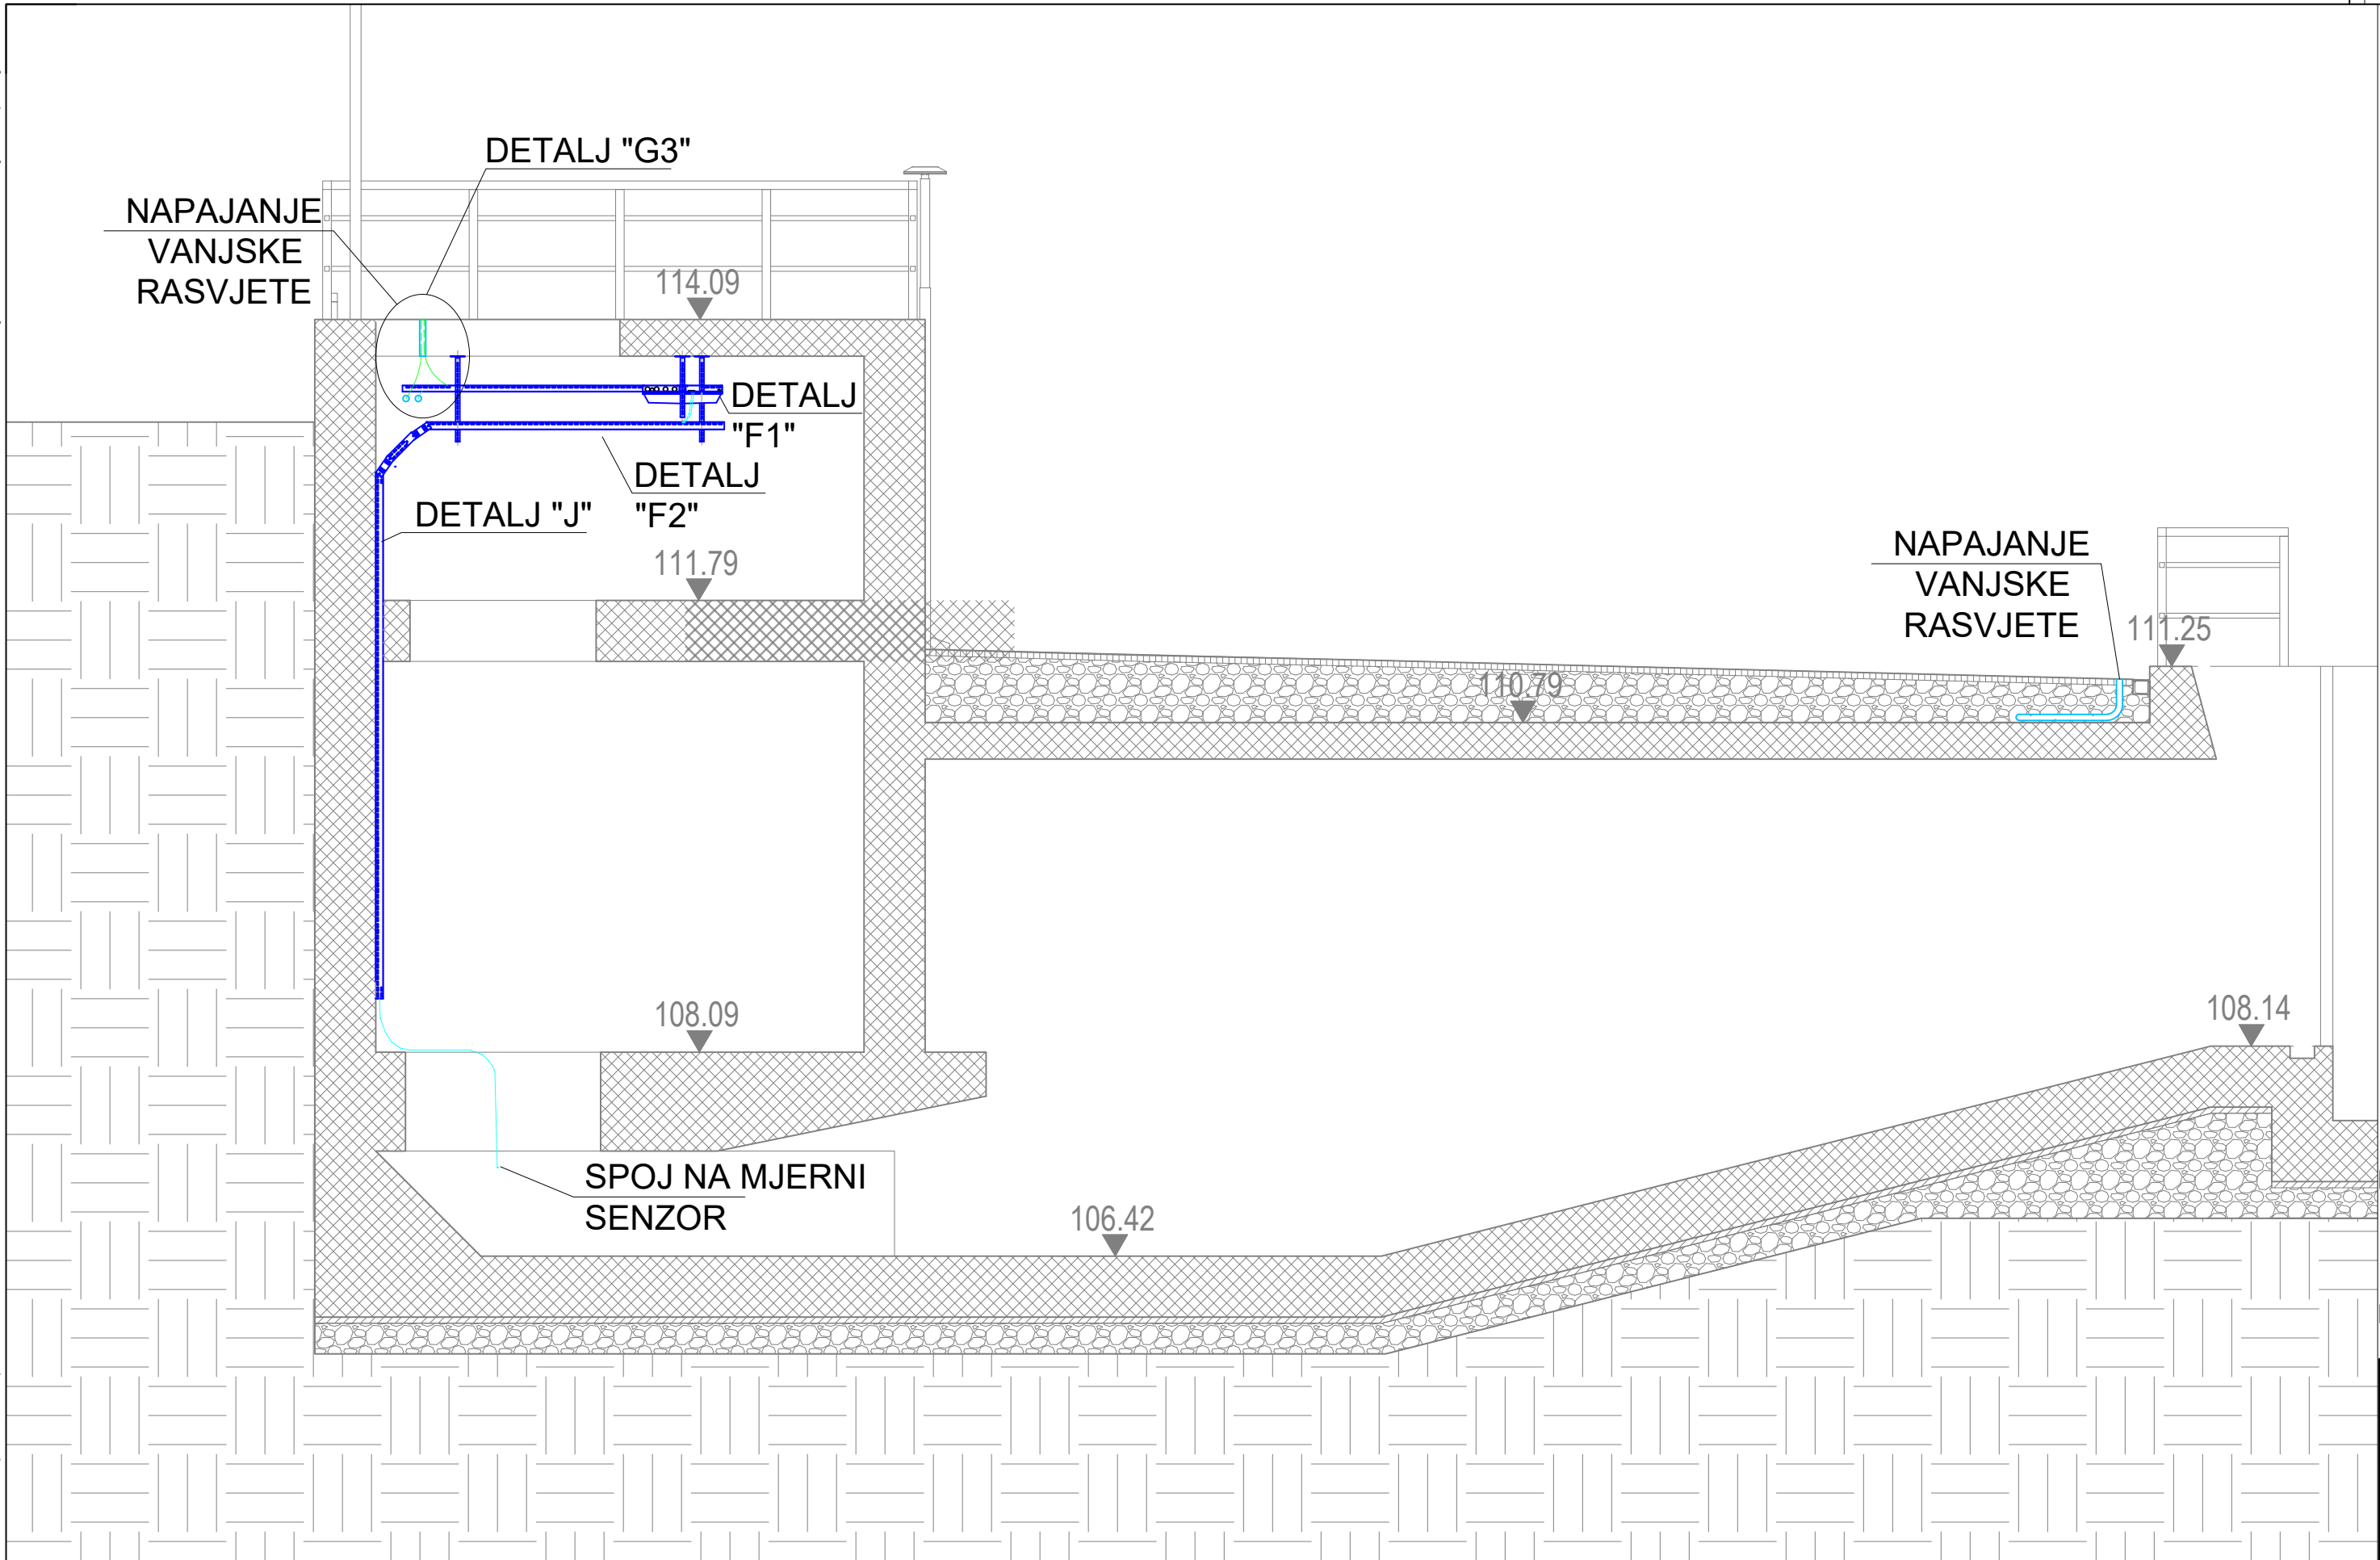 DETALJ "G3"
NAPAJANJE
VANJSKE
RASVJETE
114.09
DETALJ
"F1"
DETALJ
"F2"
DETALJ "J"
111.79
NAPAJANJE
VANJSKE
RASVJETE
111.25
110.79
108.09
108.14
SPOJ NA MJERNI
SENZOR
106.42